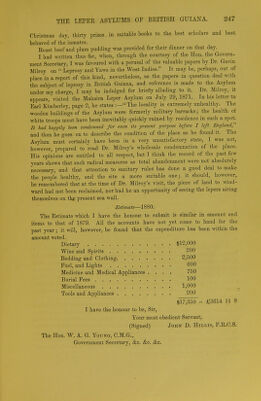 THE LEPER ASYLUMS OF BRITISH GUIANA. 247
Christmas day, thirty prizes in suitable books to the best scholars and best
behaved of the inmates.
Roast beef and plum pudding was provided for their dinner on that day.
I had written thus far, when, through the courtesy of the Hon. the Govern-
ment Secretary, I was favoured with a perusal of the valuable papers by Dr. Gavin
Milroy on "Leprosy and Yaws in the West Indies." It may be, perhaps, out of
place in a report of this kind, nevertheless, as the papers in question deal with
the subject of leprosy in British Guiana, and reference is made to the Asylum
under my charge, I may be indulged for briefly alluding to it. Dr. Milroy, it
appears, visited the Mahaica Leper Asylum on July 29, 1871. In his letter to
Earl Kimberley, page 2, he states :—"The locality is extremely unhealthy. The
wooden buildings of the Asylum were formerly military barracks; the health of
white troops must have been inevitably quickly ruined by residence in such a spot.
It had happily been condemned for even its present purpose before I left England,"
and then he goes on to describe the condition of the place as he found it. The
Asylum must certainly have been in a very unsatisfactory state, I am not,
however, prepared to read Dr. Milroy's wholesale condemnation of the place.
His opinions are entitled to all respect, but I think the record of the past few
years shows that such radical measures as total abandonment were not absolutely
necessary, and that attention to sanitary rules has done a good deal to make
the people healthy, and the site a more suitable one; it should, however,
be remembered that at the time of Dr. Milroy's visit, the piece of land to wind-
ward had not been reclaimed, nor had he an opportunity of seeing the lepers airing
themselves on the present sea wall.
Estimate—1880.
The Estimate which I have the honour to submit is similar in amount and
items to that of 1879. All the accounts have not yet come to hand for the
past year; it will, however, be found that the expenditure has been within the
amount voted.
Dietary . . . . . . . . . $12,000
Wine and Spirits . . . . . . . 200
Bedding and Clothing . . . . . . 2,500
Fuel, and Lights . . . . . . . 600
Medicine and Medical Appliances . . . . 750
Burial Fees . . . . . . . . 100
Miscellaneous . . . . . . . . 1,000
Tools and Appliances . . . . . . 200
$17,350 = £3614 11 8
I have the honour to be, Sir,
Your most obedient Servant,
(Signed) JOHN D. HILLIS, F.R.C.S.
The Hon. W. A. G. YOUNG, C.M.G.,
Government Secretary, &c. &c. &c.